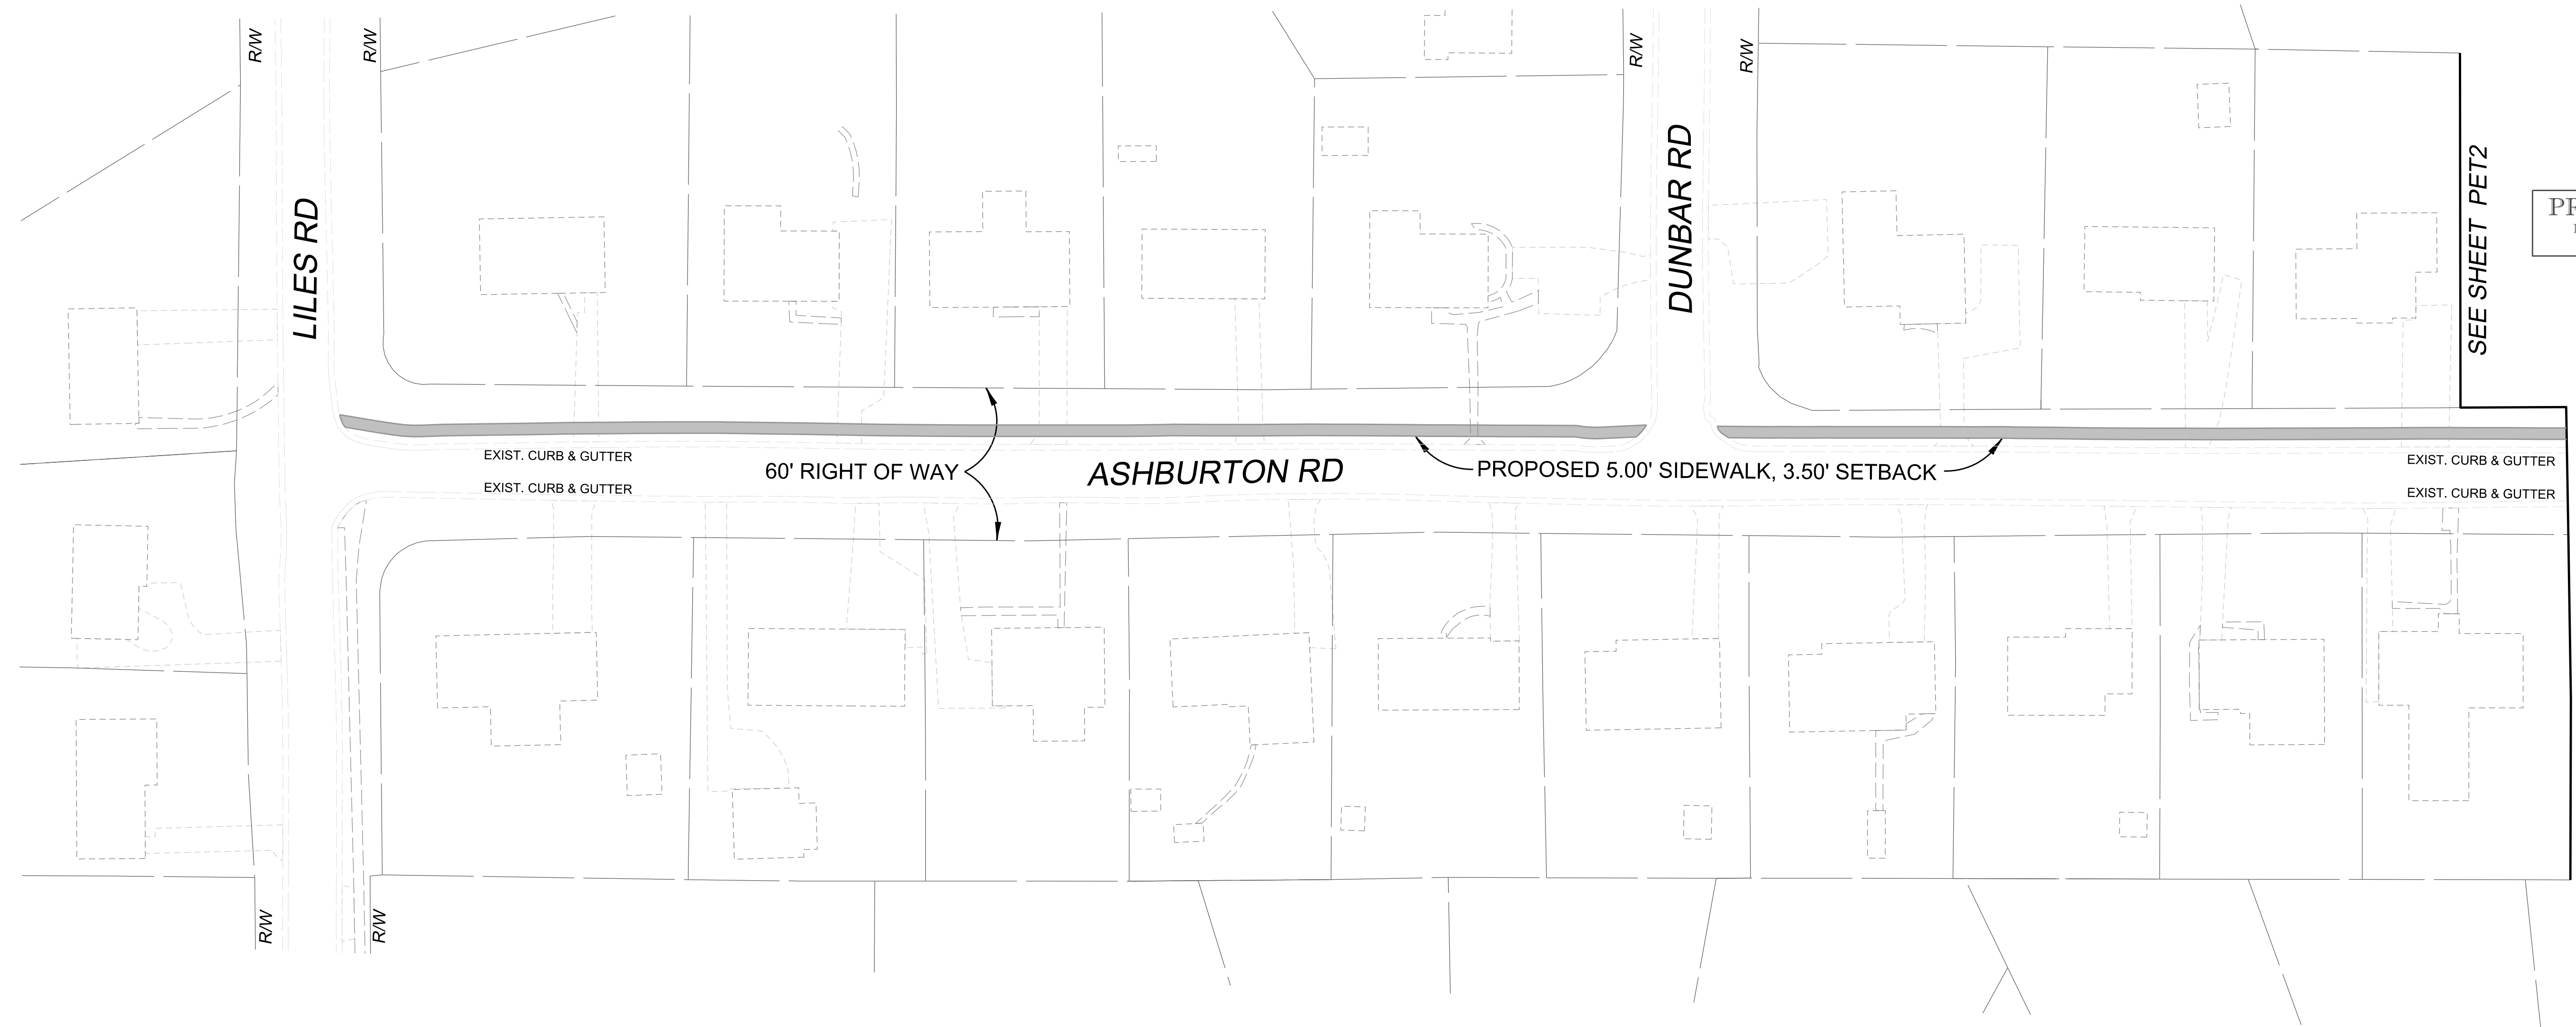 R/W
R/W
R/W
R/W
LILES RD
DUNBAR RD
SEE SHEET PET2
EXIST. CURB & GUTTER
EXIST. CURB & GUTTER
60' RIGHT OF WAY
ASHBURTON RD
PROPOSED 5.00' SIDEWALK, 3.50' SETBACK
EXIST. CURB & GUTTER
EXIST. CURB & GUTTER
R/W
R/W